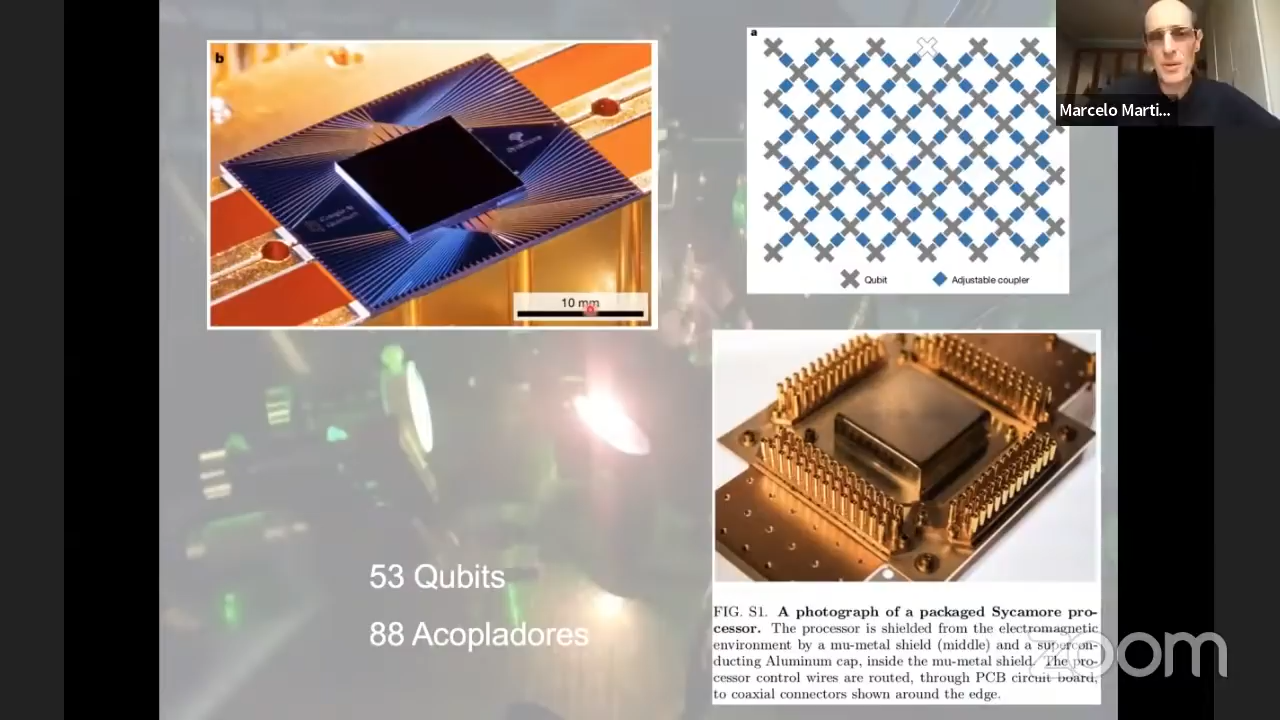 b
10 mm
a
Qubit
Adjustable coupler
Marcelo Marti...
53 Qubits
88 Acopladores
FIG. S1. A photograph of a packaged Sycamore pro-
cessor. The processor is shielded from the electromagnetic
environment by a mu-metal shield (middle) and a supercon-
ducting Aluminum cap, inside the mu-metal shield. The pro-
cessor control wires are routed, through PCB circuit board,
to coaxial connectors shown around the edge.
zoom